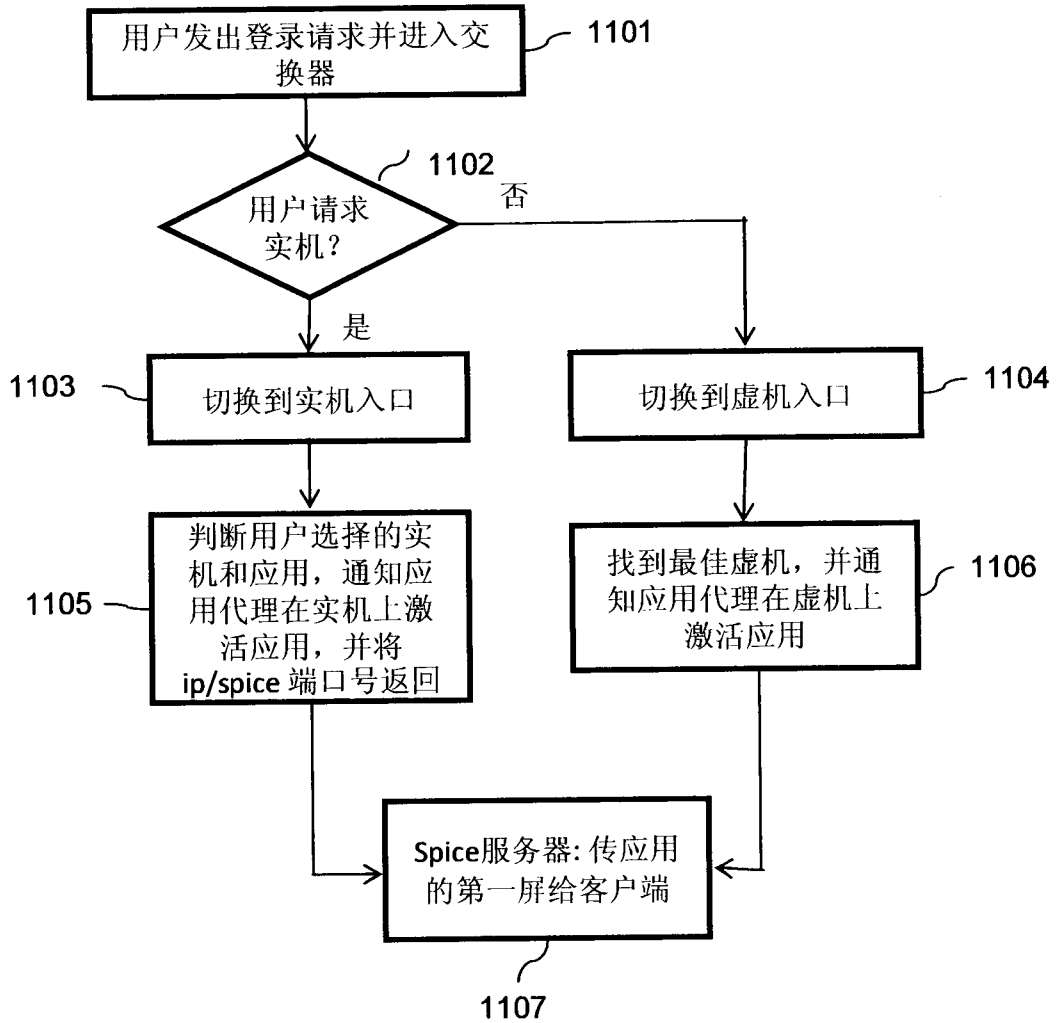 用户发出登录请求并进入交
换器
1101
1102
用户请求
实机？
否
是
1103
切换到实机入口
切换到虚机入口
1104
判断用户选择的实
机和应用，通知应
用代理在实机上激
活应用，并将
ip/spice 端口号返回
1105
找到最佳虚机，并通
知应用代理在虚机上
激活应用
1106
Spice服务器: 传应用
的第一屏给客户端
1107